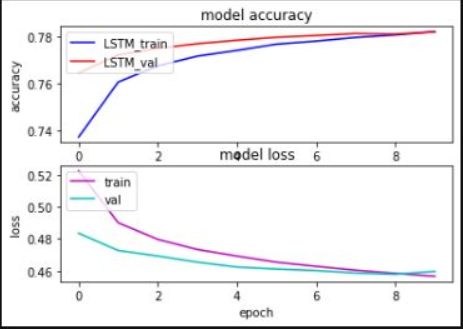 model accuracy
0.78
0.76
0.74
accuracy
LSTM_train
LSTM_val
0 2 4 6 8
model loss
0.52
0.50
0.48
0.46
loss
train
val
0 2 4 6 8
epoch